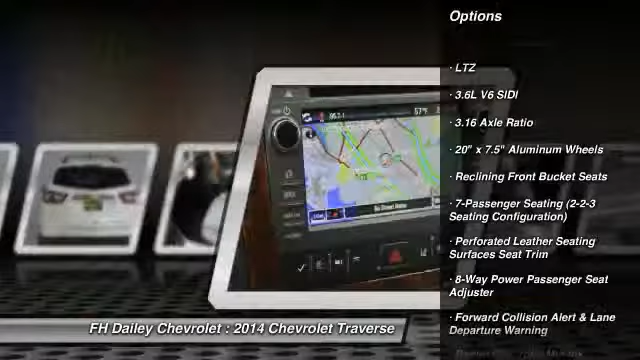 Options
· LTZ
· 3.6L V6 SIDI
· 3.16 Axle Ratio
· 20" x 7.5" Aluminum Wheels
· Reclining Front Bucket Seats
· 7-Passenger Seating (2-2-3
Seating Configuration)
· Perforated Leather Seating
Surfaces Seat Trim
· 8-Way Power Passenger Seat
Adjuster
· Forward Collision Alert & Lane
Departure Warning
57°F
FH Dailey Chevrolet : 2014 Chevrolet Traverse